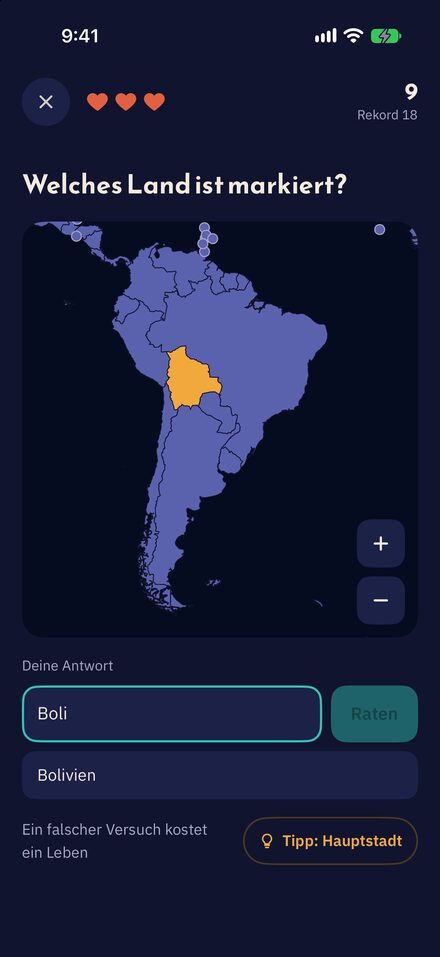 9:41
9
Rekord 18
Welches Land ist markiert?
+
−
Deine Antwort
Boli
Raten
Bolivien
Ein falscher Versuch kostet
ein Leben
Tipp: Hauptstadt